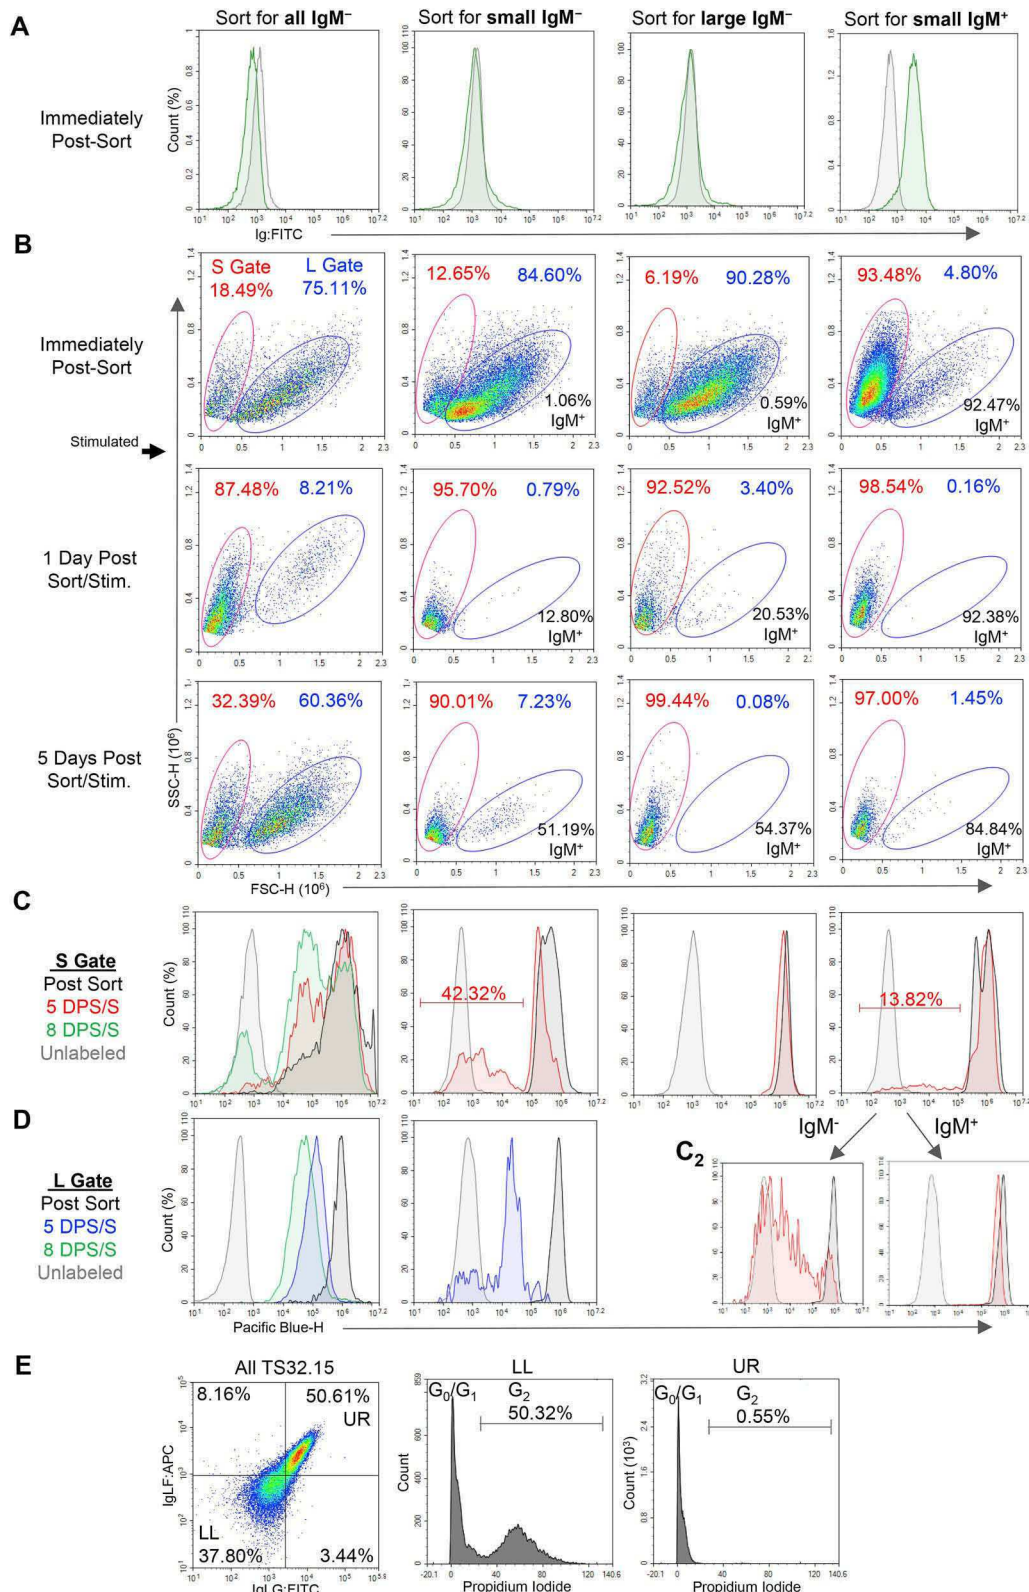 A
Sort for all IgM⁻
Sort for small IgM⁻
Sort for large IgM⁻
Sort for small IgM⁺
Immediately
Post-Sort
Count (%)
Ig:FITC
B
S Gate L Gate
18.49% 75.11%
12.65% 84.60%
6.19% 90.28%
93.48% 4.80%
Immediately
Post-Sort
1.06%
IgM⁺
0.59%
IgM⁺
92.47%
IgM⁺
Stimulated
87.48% 8.21%
95.70% 0.79%
92.52% 3.40%
98.54% 0.16%
1 Day Post
Sort/Stim.
12.80%
IgM⁺
20.53%
IgM⁺
92.38%
IgM⁺
32.39% 60.36%
90.01% 7.23%
99.44% 0.08%
97.00% 1.45%
5 Days Post
Sort/Stim.
51.19%
IgM⁺
54.37%
IgM⁺
84.84%
IgM⁺
SSC-H (10⁶)
FSC-H (10⁶)
C
S Gate
Post Sort
5 DPS/S
8 DPS/S
Unlabeled
Count (%)
42.32%
13.82%
IgM⁻ IgM⁺
C₂
D
L Gate
Post Sort
5 DPS/S
8 DPS/S
Unlabeled
Count (%)
Pacific Blue-H
E
All TS32.15
8.16% 50.61%
UR
LL
37.80% 3.44%
IgLF:APC
IgLG:FITC
LL
G₀/G₁ G₂
50.32%
Count
Propidium Iodide
UR
G₀/G₁ G₂
0.55%
Count (10³)
Propidium Iodide